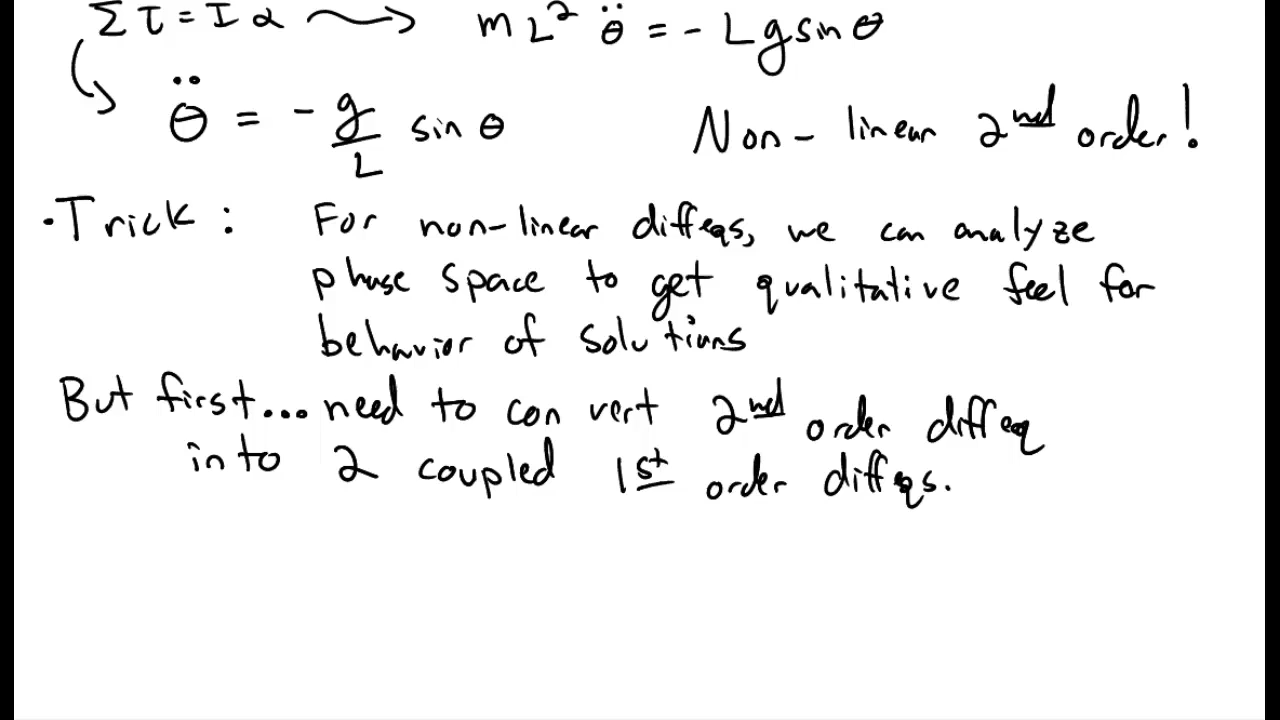 Στ = Iα ⟶ mL² θ̈ = - Lg sin θ
θ̈ = - g/L sin θ Non-linear 2nd order!
• Trick: For non-linear diffeqs, we can analyze
phase space to get qualitative feel for
behavior of solutions
But first... need to convert 2nd order diffeq
into 2 coupled 1st order diffeqs.